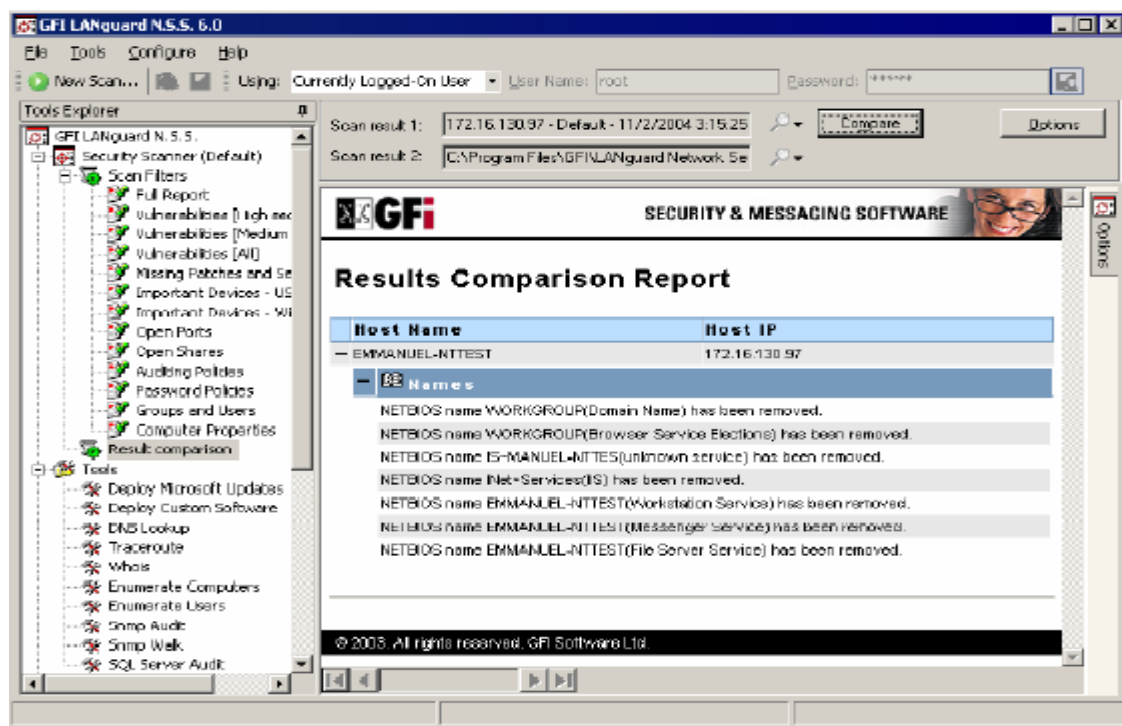 GFI LANguard N.S.S. 6.0
File Tools Configure Help
New Scan... Using: Currently Logged-On User User Name: root Password: ******
Tools Explorer
GFI LANguard N.S.S.
Security Scanner (Default)
Scan Filters
Full Report
Vulnerabilities [High sec
Vulnerabilities [Medium
Vulnerabilities [All]
Missing Patches and Se
Important Devices - US
Important Devices - Wi
Open Ports
Open Shares
Auditing Policies
Password Policies
Groups and Users
Computer Properties
Result comparison
Tools
Deploy Microsoft Updates
Deploy Custom Software
DNS Lookup
Traceroute
Whois
Enumerate Computers
Enumerate Users
Snmp Audit
Snmp Walk
SQL Server Audit
Scan result 1: 172.16.130.97 - Default - 11/2/2004 3:15:25 Compare Options
Scan result 2: C:\Program Files\GFI\LANguard Network Se
GFi SECURITY & MESSAGING SOFTWARE
Results Comparison Report
Host Name Host IP
EMMANUEL-NTTEST 172.16.130.97
Names
NETBIOS name WORKGROUP(Domain Name) has been removed.
NETBIOS name WORKGROUP(Browser Service Elections) has been removed.
NETBIOS name IS~MANUEL-NTTES(unknown service) has been removed.
NETBIOS name INet~Services(IIS) has been removed.
NETBIOS name EMMANUEL-NTTEST(Workstation Service) has been removed.
NETBIOS name EMMANUEL-NTTEST(Messenger Service) has been removed.
NETBIOS name EMMANUEL-NTTEST(File Server Service) has been removed.
© 2003. All rights reserved. GFI Software Ltd.
Options